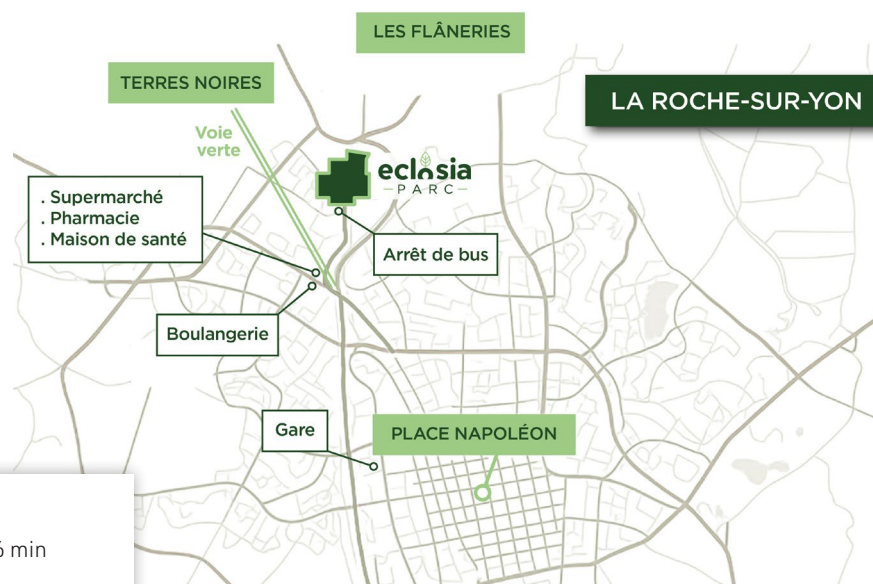 LES FLÂNERIES
TERRES NOIRES
LA ROCHE-SUR-YON
Voie
verte
eclosia
PARC
. Supermarché
. Pharmacie
. Maison de santé
Arrêt de bus
Boulangerie
Gare
PLACE NAPOLÉON
min